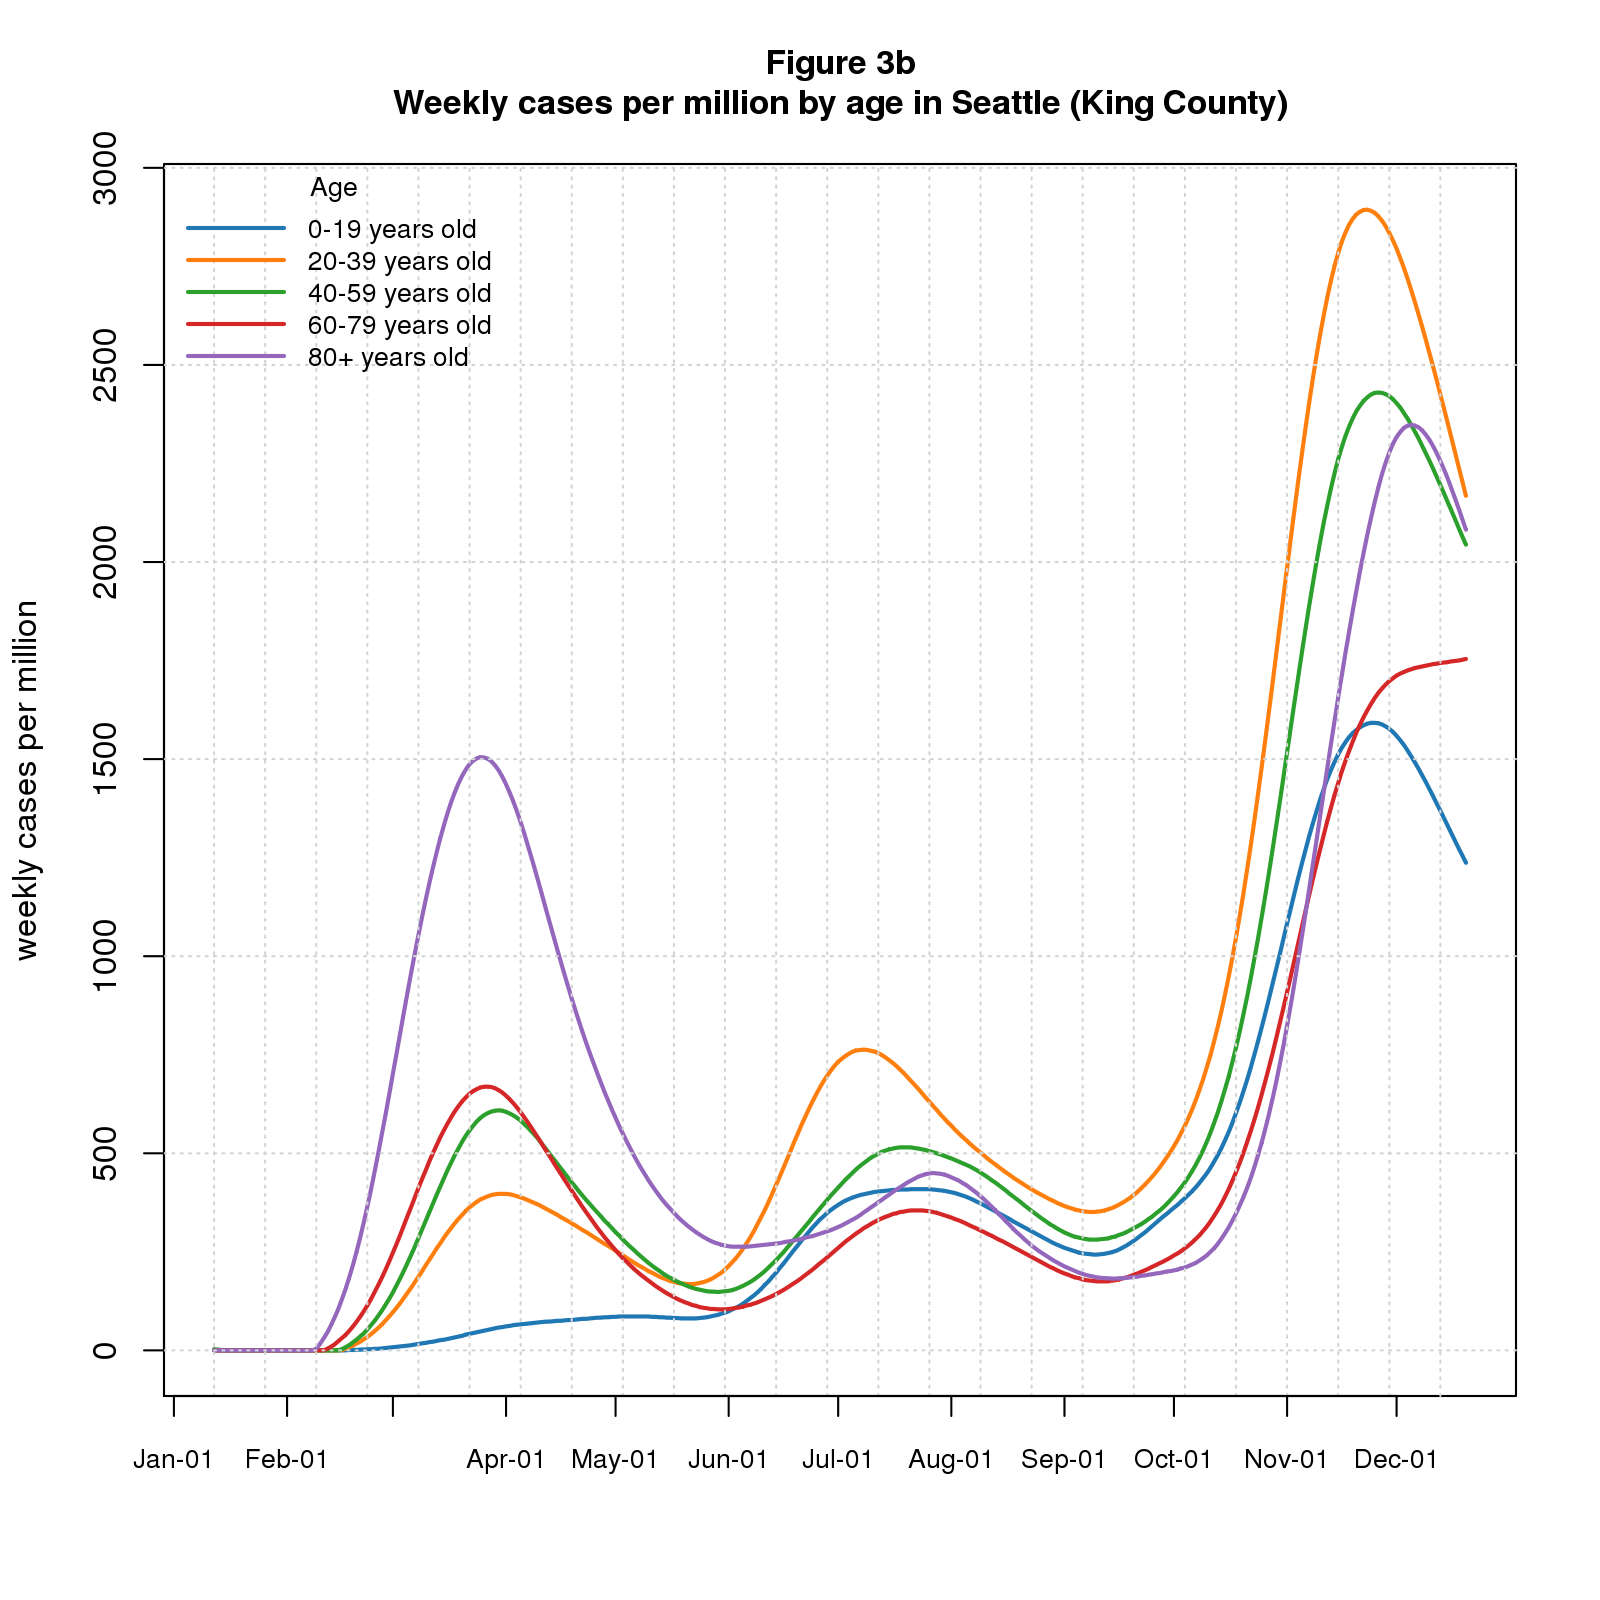 Figure 3b
Weekly cases per million by age in Seattle (King County)
Age
0-19 years old
20-39 years old
40-59 years old
60-79 years old
80+ years old
weekly cases per million
3000
2500
2000
1500
1000
500
0
Jan-01 Feb-01 Apr-01 May-01 Jun-01 Jul-01 Aug-01 Sep-01 Oct-01 Nov-01 Dec-01